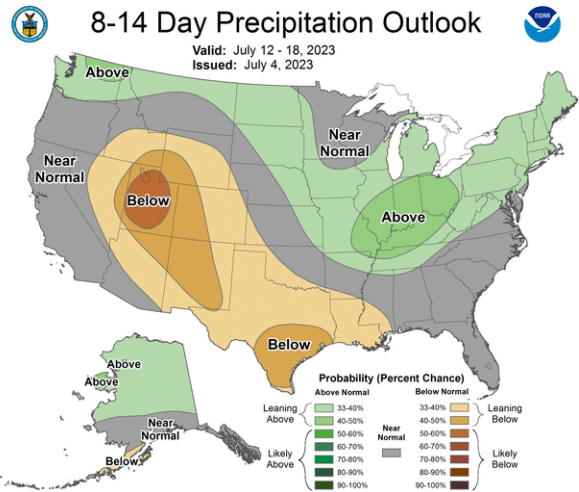 8-14 Day Precipitation Outlook
Valid: July 12 - 18, 2023
Issued: July 4, 2023
NOAA
Above
Near
Normal
Near
Normal
Below
Above
Below
Above
Above
Near
Normal
Below
Probability (Percent Chance)
Above Normal
Below Normal
Leaning
Above
33-40%
40-50%
Likely
Above
50-60%
60-70%
70-80%
80-90%
90-100%
Near
Normal
33-40%
40-50%
Leaning
Below
50-60%
60-70%
70-80%
80-90%
90-100%
Likely
Below